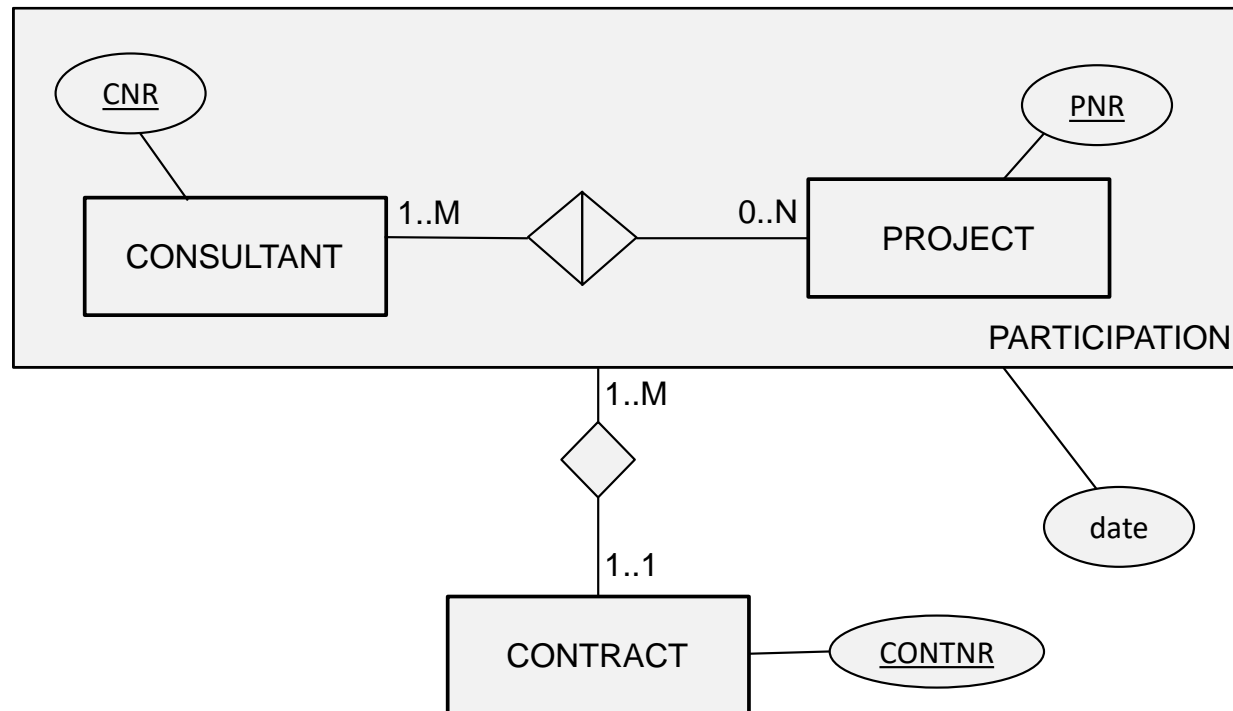 CNR
PNR
1..M
0..N
CONSULTANT
PROJECT
PARTICIPATION
1..M
date
1..1
CONTRACT
CONTNR